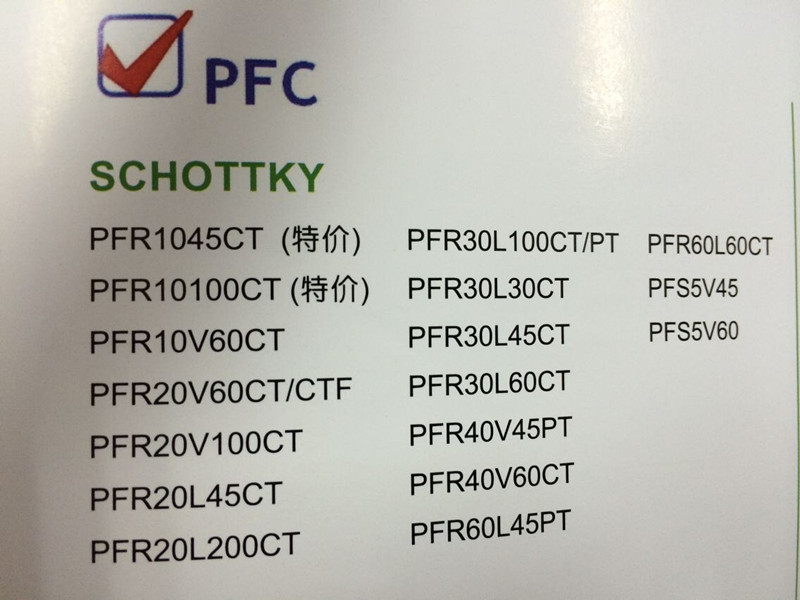 PFC
SCHOTTKY
PFR1045CT (特价)
PFR10100CT (特价)
PFR10V60CT
PFR20V60CT/CTF
PFR20V100CT
PFR20L45CT
PFR20L200CT
PFR30L100CT/PT
PFR30L30CT
PFR30L45CT
PFR30L60CT
PFR40V45PT
PFR40V60CT
PFR60L45PT
PFR60L60CT
PFS5V45
PFS5V60